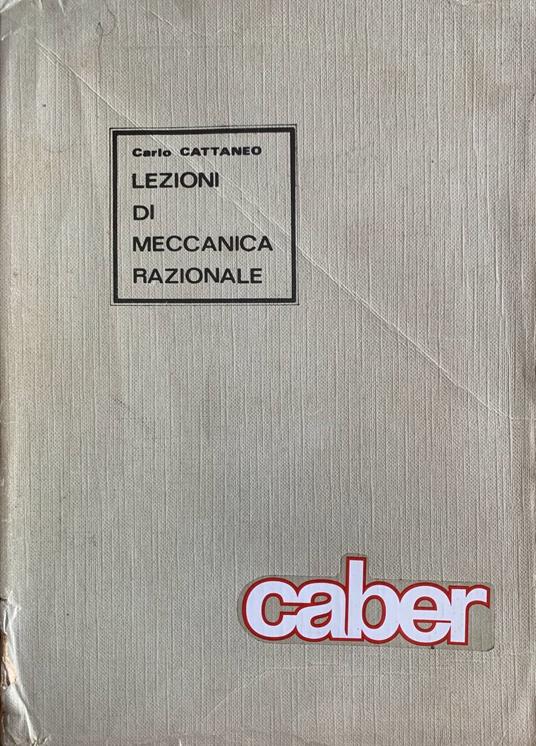 Carlo CATTANEO
LEZIONI
DI
MECCANICA
RAZIONALE
caber